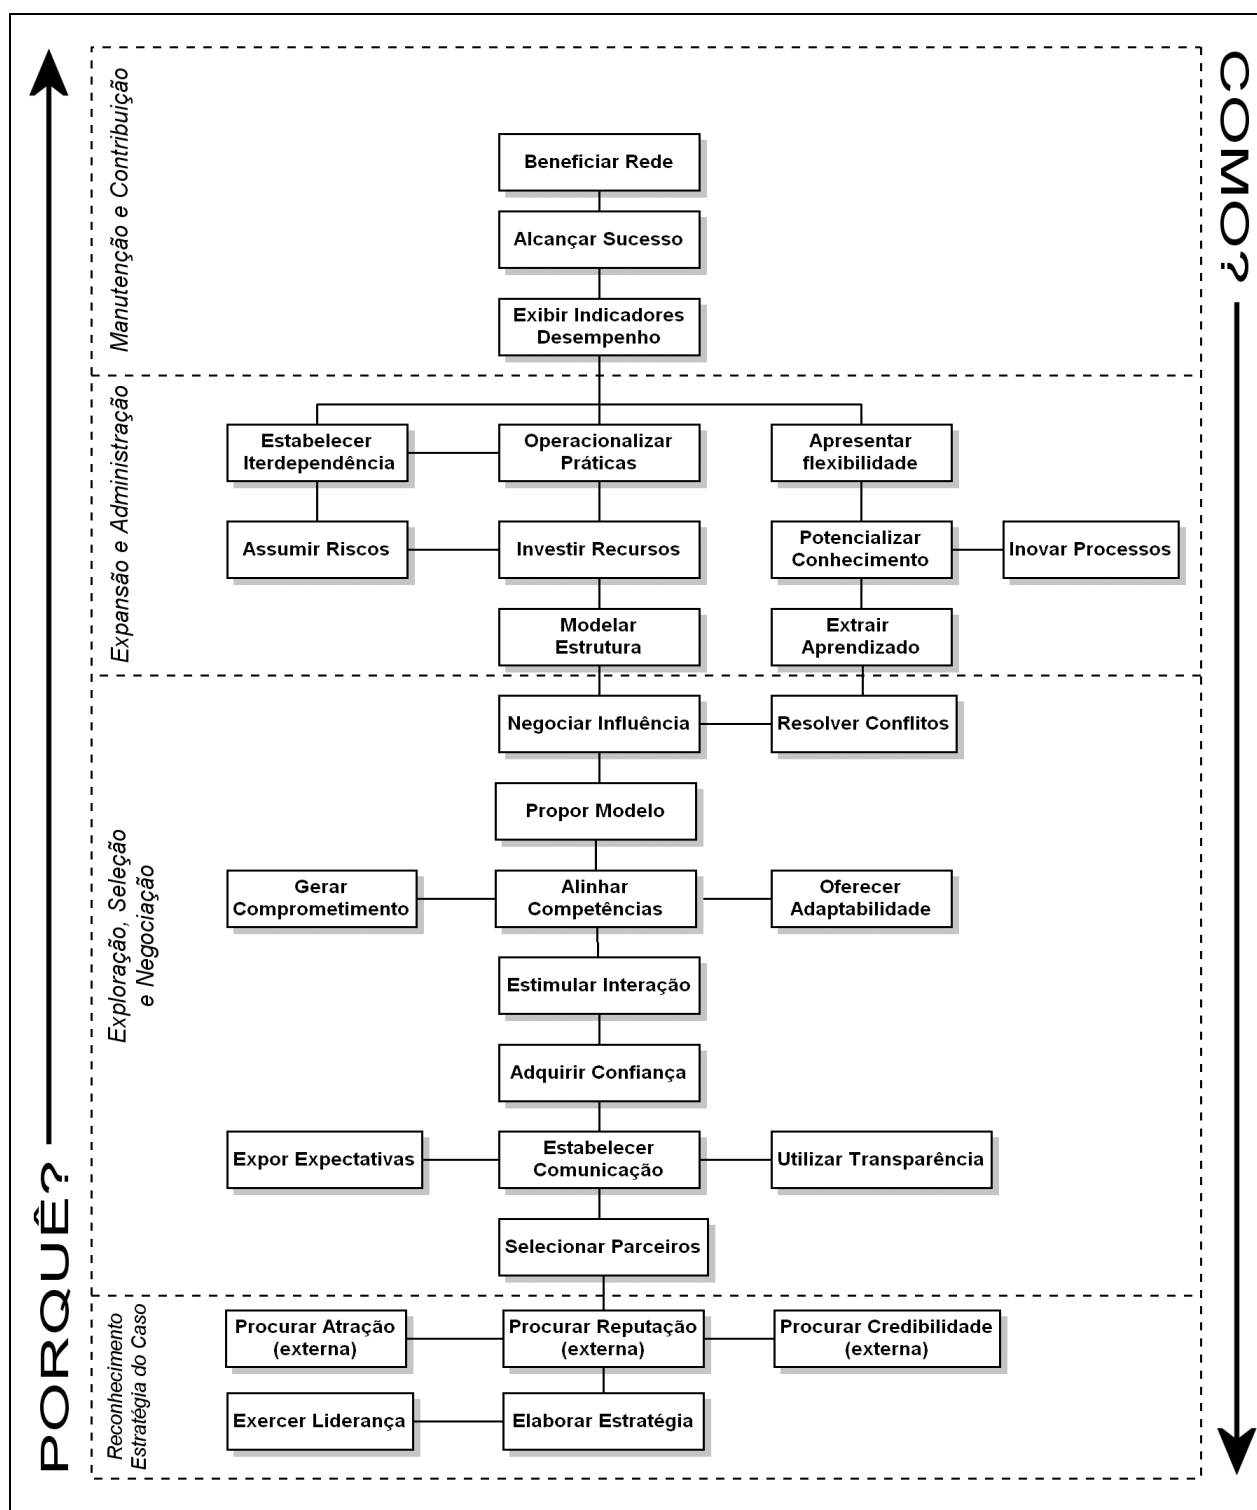 PORQUÊ?
COMO?
Manutenção e Contribuição
Beneficiar Rede
Alcançar Sucesso
Exibir Indicadores
Desempenho
Expansão e Administração
Estabelecer
Iterdependência
Operacionalizar
Práticas
Apresentar
flexibilidade
Assumir Riscos
Investir Recursos
Potencializar
Conhecimento
Inovar Processos
Modelar
Estrutura
Extrair
Aprendizado
Exploração, Seleção
e Negociação
Negociar Influência
Resolver Conflitos
Propor Modelo
Gerar
Comprometimento
Alinhar
Competências
Oferecer
Adaptabilidade
Estimular Interação
Adquirir Confiança
Expor Expectativas
Estabelecer
Comunicação
Utilizar Transparência
Selecionar Parceiros
Reconhecimento
Estratégia do Caso
Procurar Atração
(externa)
Procurar Reputação
(externa)
Procurar Credibilidade
(externa)
Exercer Liderança
Elaborar Estratégia